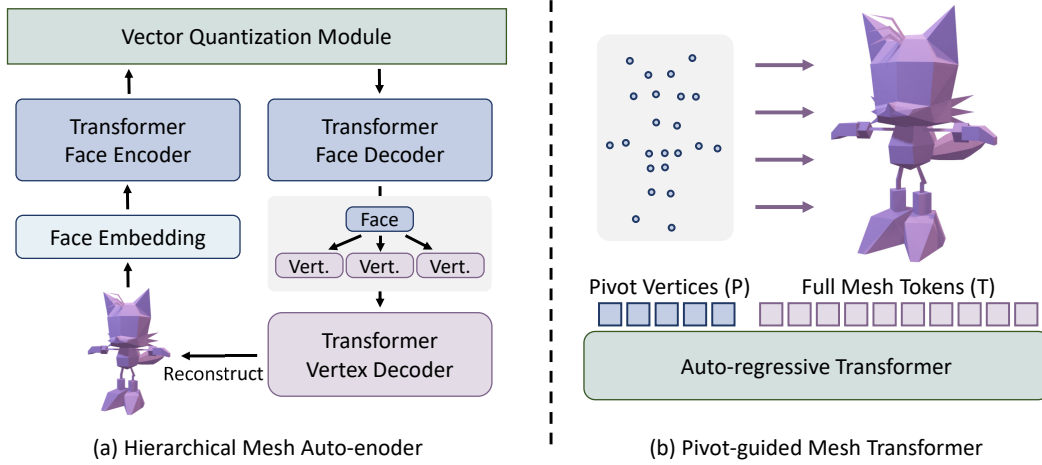 Vector Quantization Module
Transformer
Face Encoder
Face Embedding
Transformer
Face Decoder
Face
Vert.
Vert.
Vert.
Transformer
Vertex Decoder
Reconstruct
(a) Hierarchical Mesh Auto-enoder
Pivot Vertices (P)
Full Mesh Tokens (T)
Auto-regressive Transformer
(b) Pivot-guided Mesh Transformer